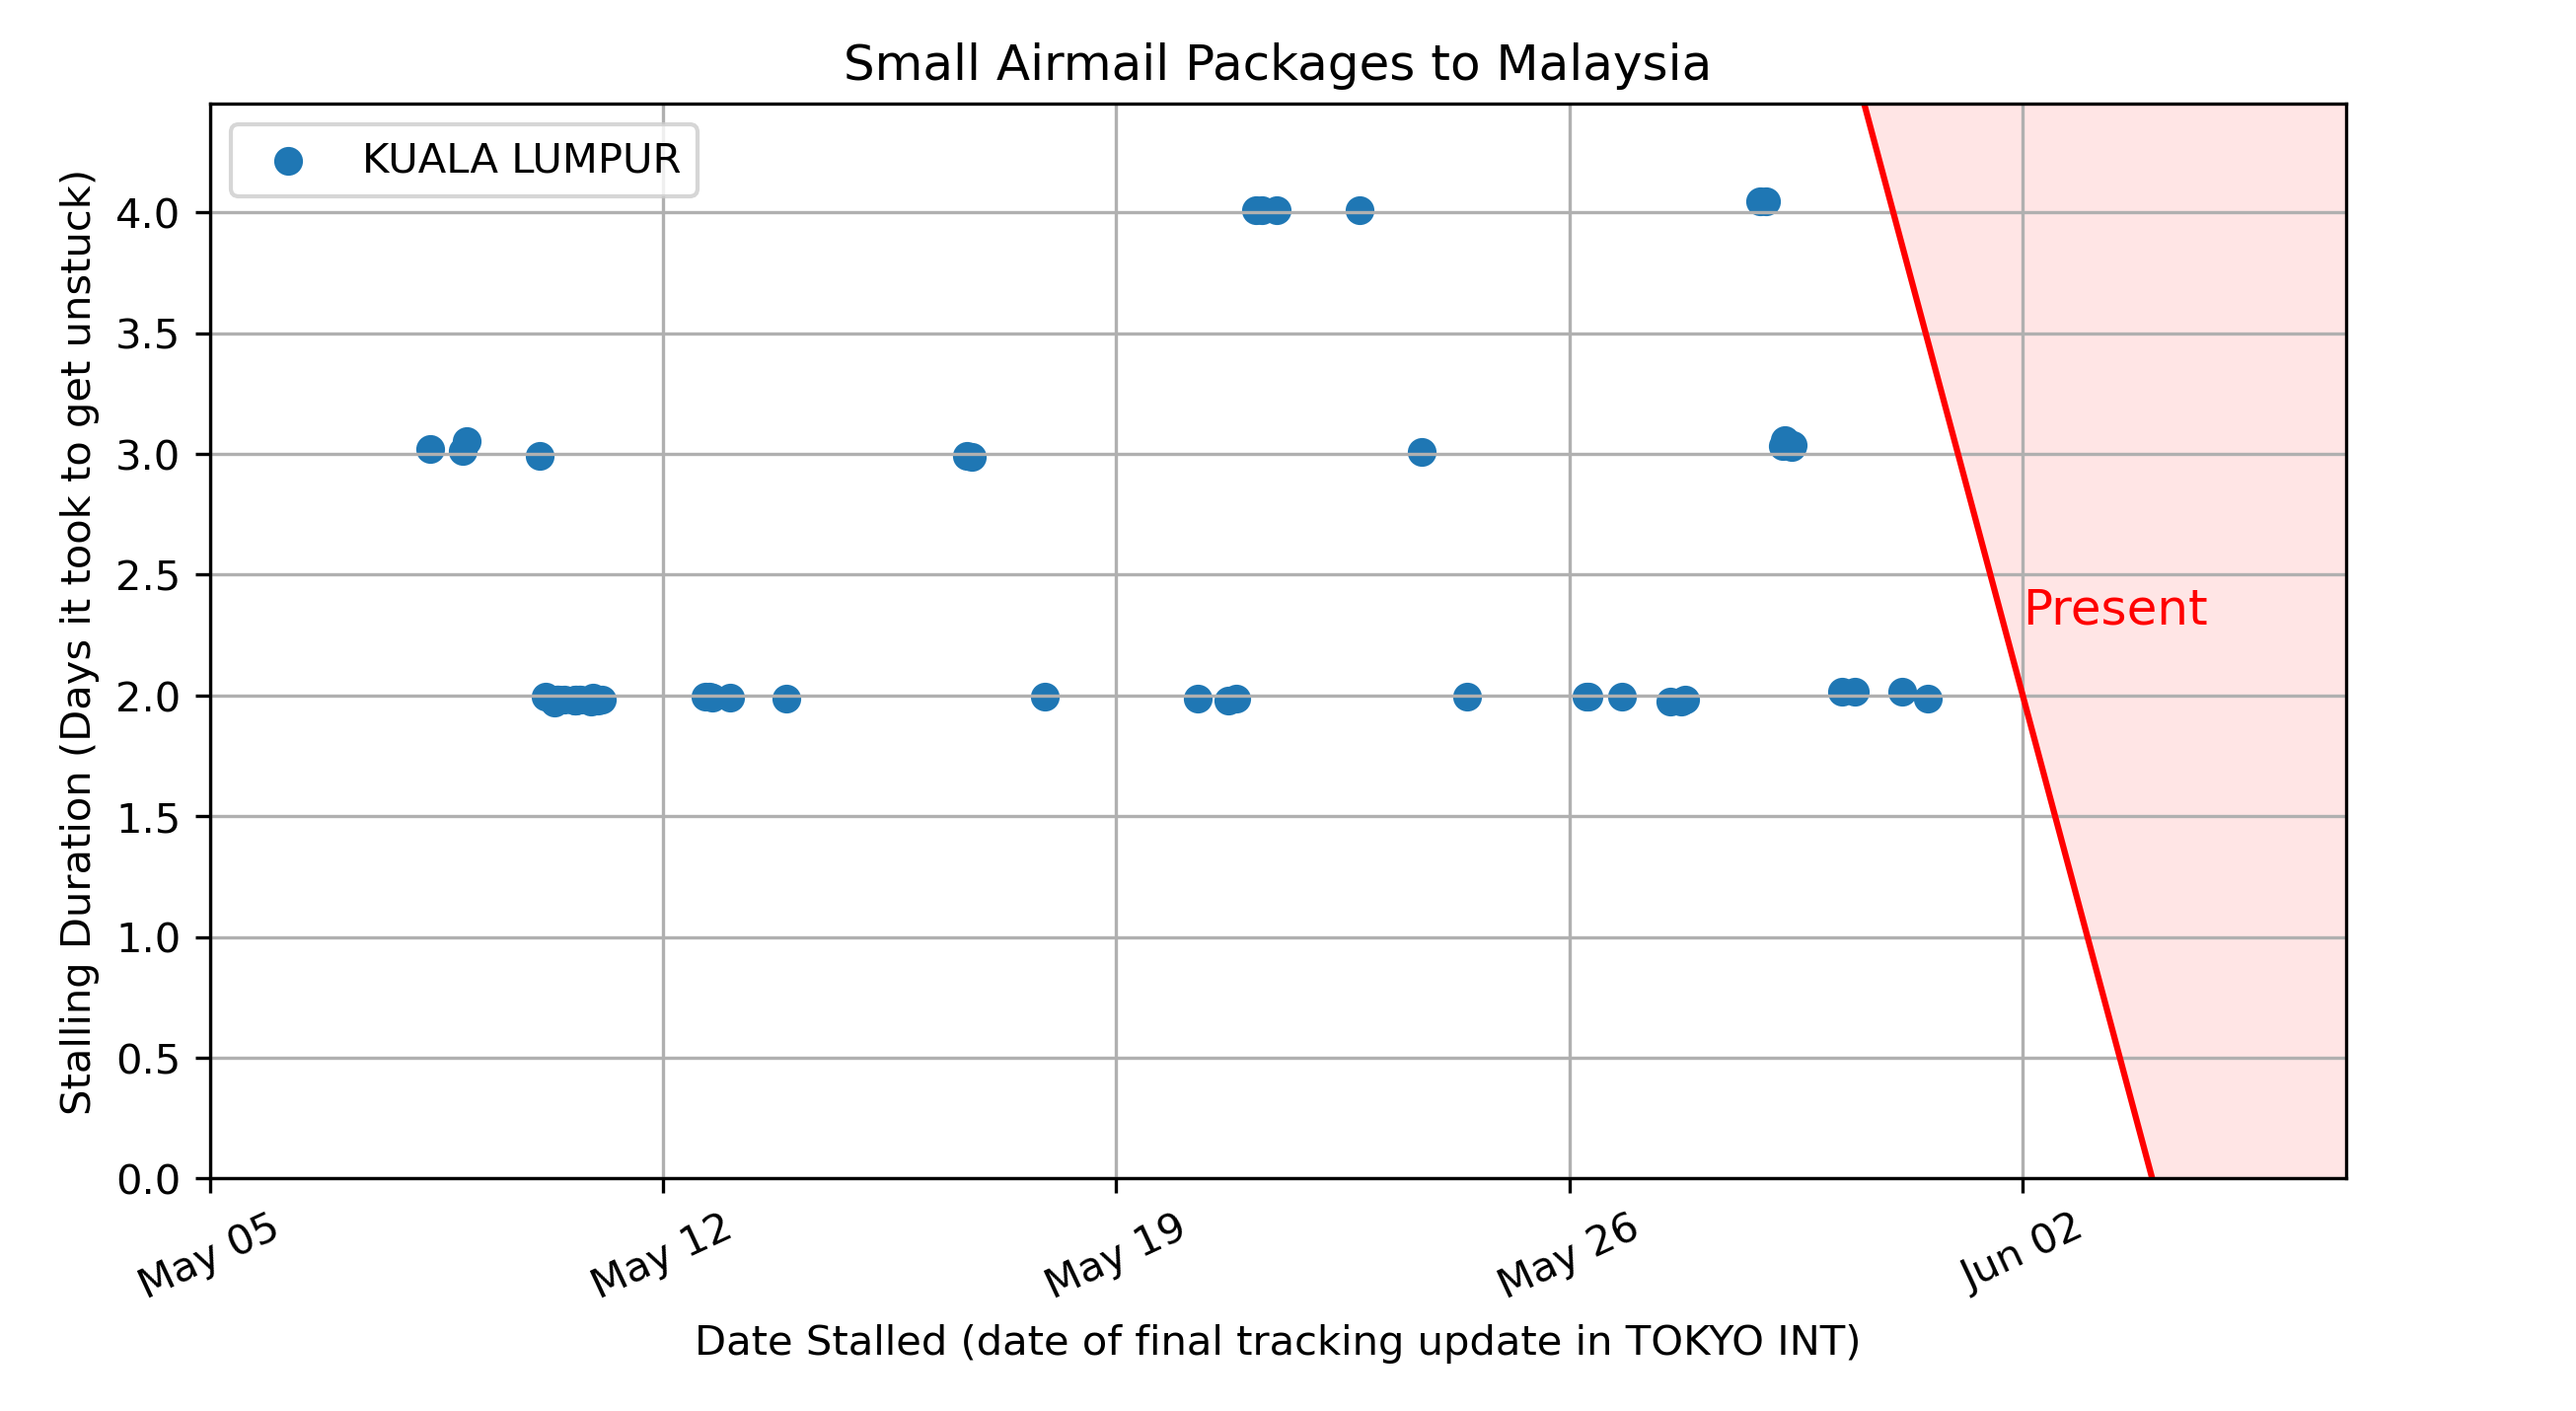 Small Airmail Packages to Malaysia
KUALA LUMPUR
Stalling Duration (Days it took to get unstuck)
4.0
3.5
3.0
2.5
2.0
1.5
1.0
0.5
0.0
Present
May 05
May 12
May 19
May 26
Jun 02
Date Stalled (date of final tracking update in TOKYO INT)